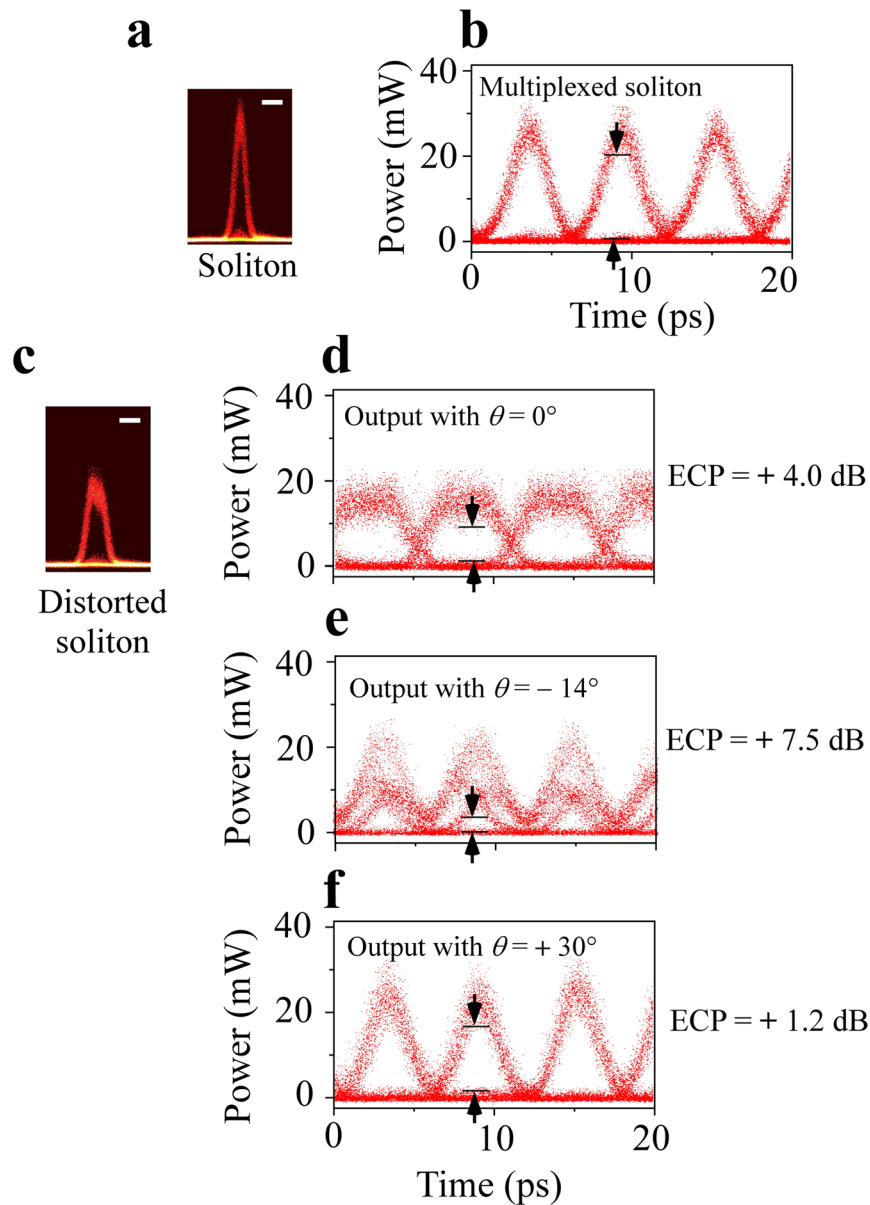 a
Soliton
b
Multiplexed soliton
Power (mW)
40
20
0
0
10
20
Time (ps)
c
Distorted
soliton
d
Output with θ = 0°
Power (mW)
40
20
0
ECP = + 4.0 dB
e
Output with θ = – 14°
Power (mW)
40
20
0
ECP = + 7.5 dB
f
Output with θ = + 30°
Power (mW)
40
20
0
ECP = + 1.2 dB
0
10
20
Time (ps)